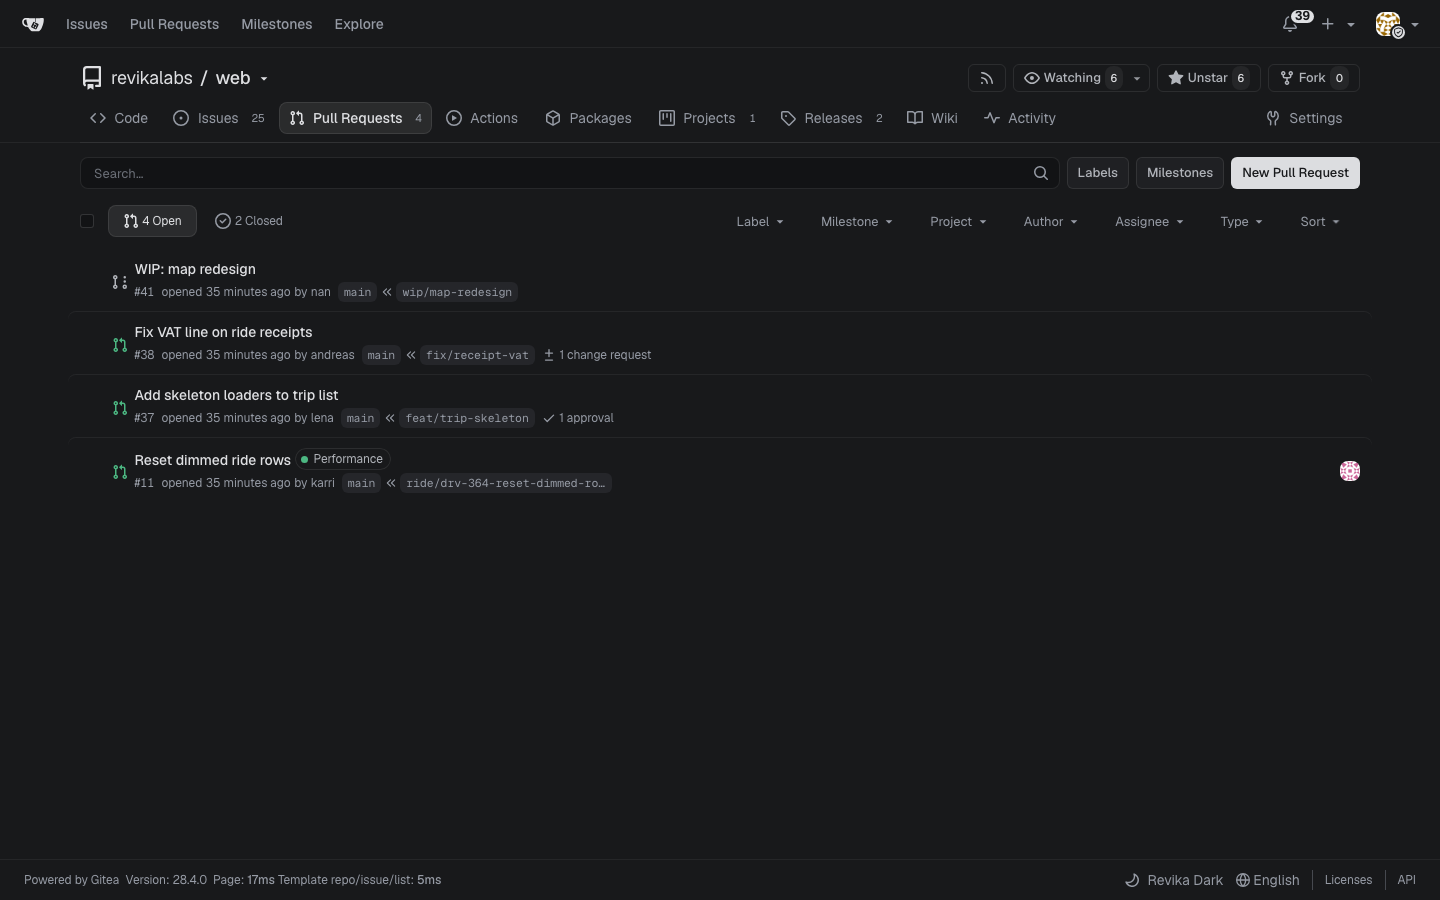 Issues Pull Requests Milestones Explore 39
revikalabs / web Watching 6 Unstar 6 Fork 0
Code Issues 25 Pull Requests 4 Actions Packages Projects 1 Releases 2 Wiki Activity Settings
Search... Labels Milestones New Pull Request
4 Open 2 Closed Label Milestone Project Author Assignee Type Sort
WIP: map redesign
#41 opened 35 minutes ago by nan main wip/map-redesign
Fix VAT line on ride receipts
#38 opened 35 minutes ago by andreas main fix/receipt-vat 1 change request
Add skeleton loaders to trip list
#37 opened 35 minutes ago by lena main feat/trip-skeleton 1 approval
Reset dimmed ride rows Performance
#11 opened 35 minutes ago by karri main ride/drv-364-reset-dimmed-ro…
Powered by Gitea Version: 28.4.0 Page: 17ms Template repo/issue/list: 5ms Revika Dark English Licenses API